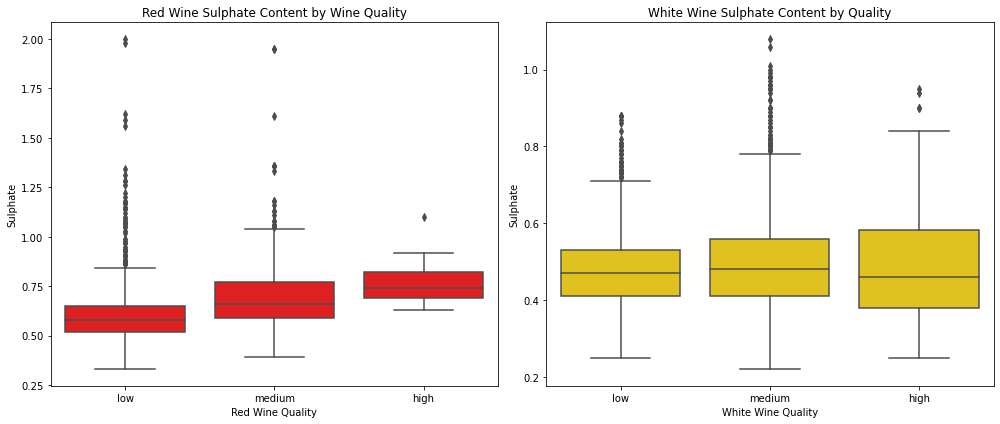 Red Wine Sulphate Content by Wine Quality
2.00
1.75
1.50
1.25
1.00
0.75
0.50
0.25
Sulphate
low
medium
high
Red Wine Quality
White Wine Sulphate Content by Quality
1.0
0.8
0.6
0.4
0.2
Sulphate
low
medium
high
White Wine Quality